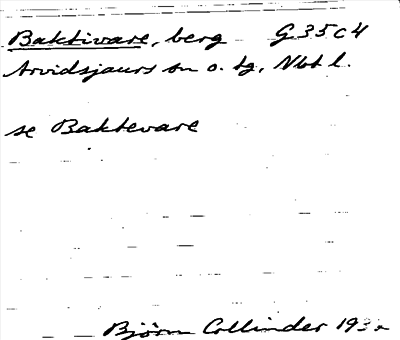 Baktivare, berg G35c4
Arvidsjaurs sn o. tg, Nbt l.
se Baktevare
Björn Collinder 193